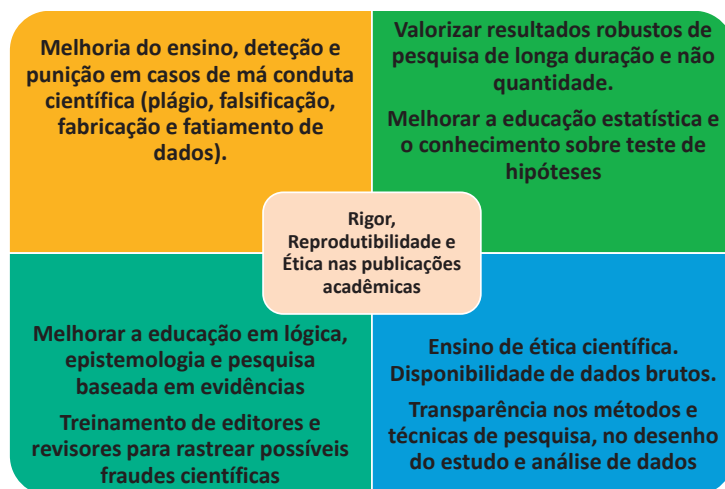 Melhoria do ensino, deteção e
punição em casos de má conduta
científica (plágio, falsificação,
fabricação e fatiamento de
dados).
Valorizar resultados robustos de
pesquisa de longa duração e não
quantidade.
Melhorar a educação estatística e
o conhecimento sobre teste de
hipóteses
Rigor,
Reprodutibilidade e
Ética nas publicações
acadêmicas
Melhorar a educação em lógica,
epistemologia e pesquisa
baseada em evidências
Treinamento de editores e
revisores para rastrear possíveis
fraudes científicas
Ensino de ética científica.
Disponibilidade de dados brutos.
Transparência nos métodos e
técnicas de pesquisa, no desenho
do estudo e análise de dados